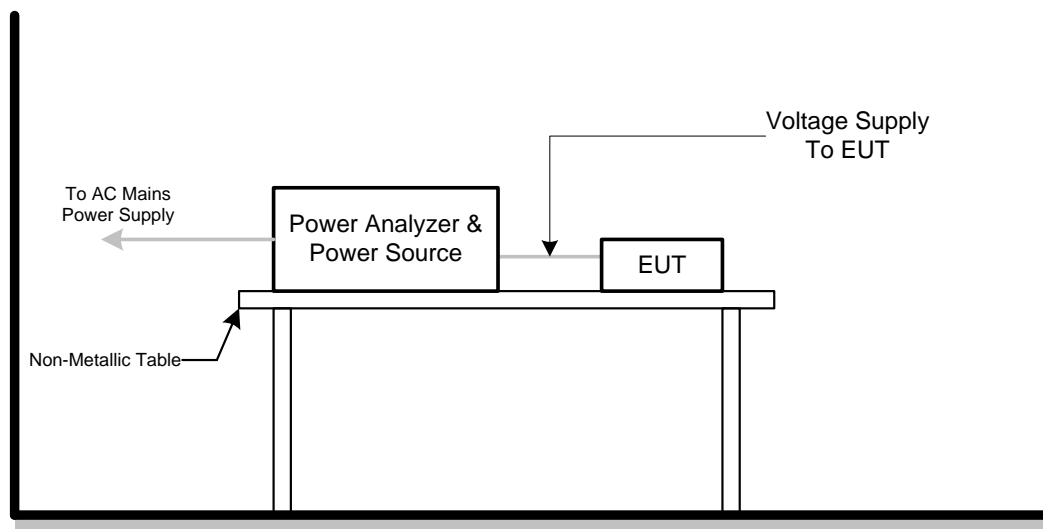 Voltage Supply
To EUT
To AC Mains
Power Supply
Power Analyzer &
Power Source
EUT
Non-Metallic Table